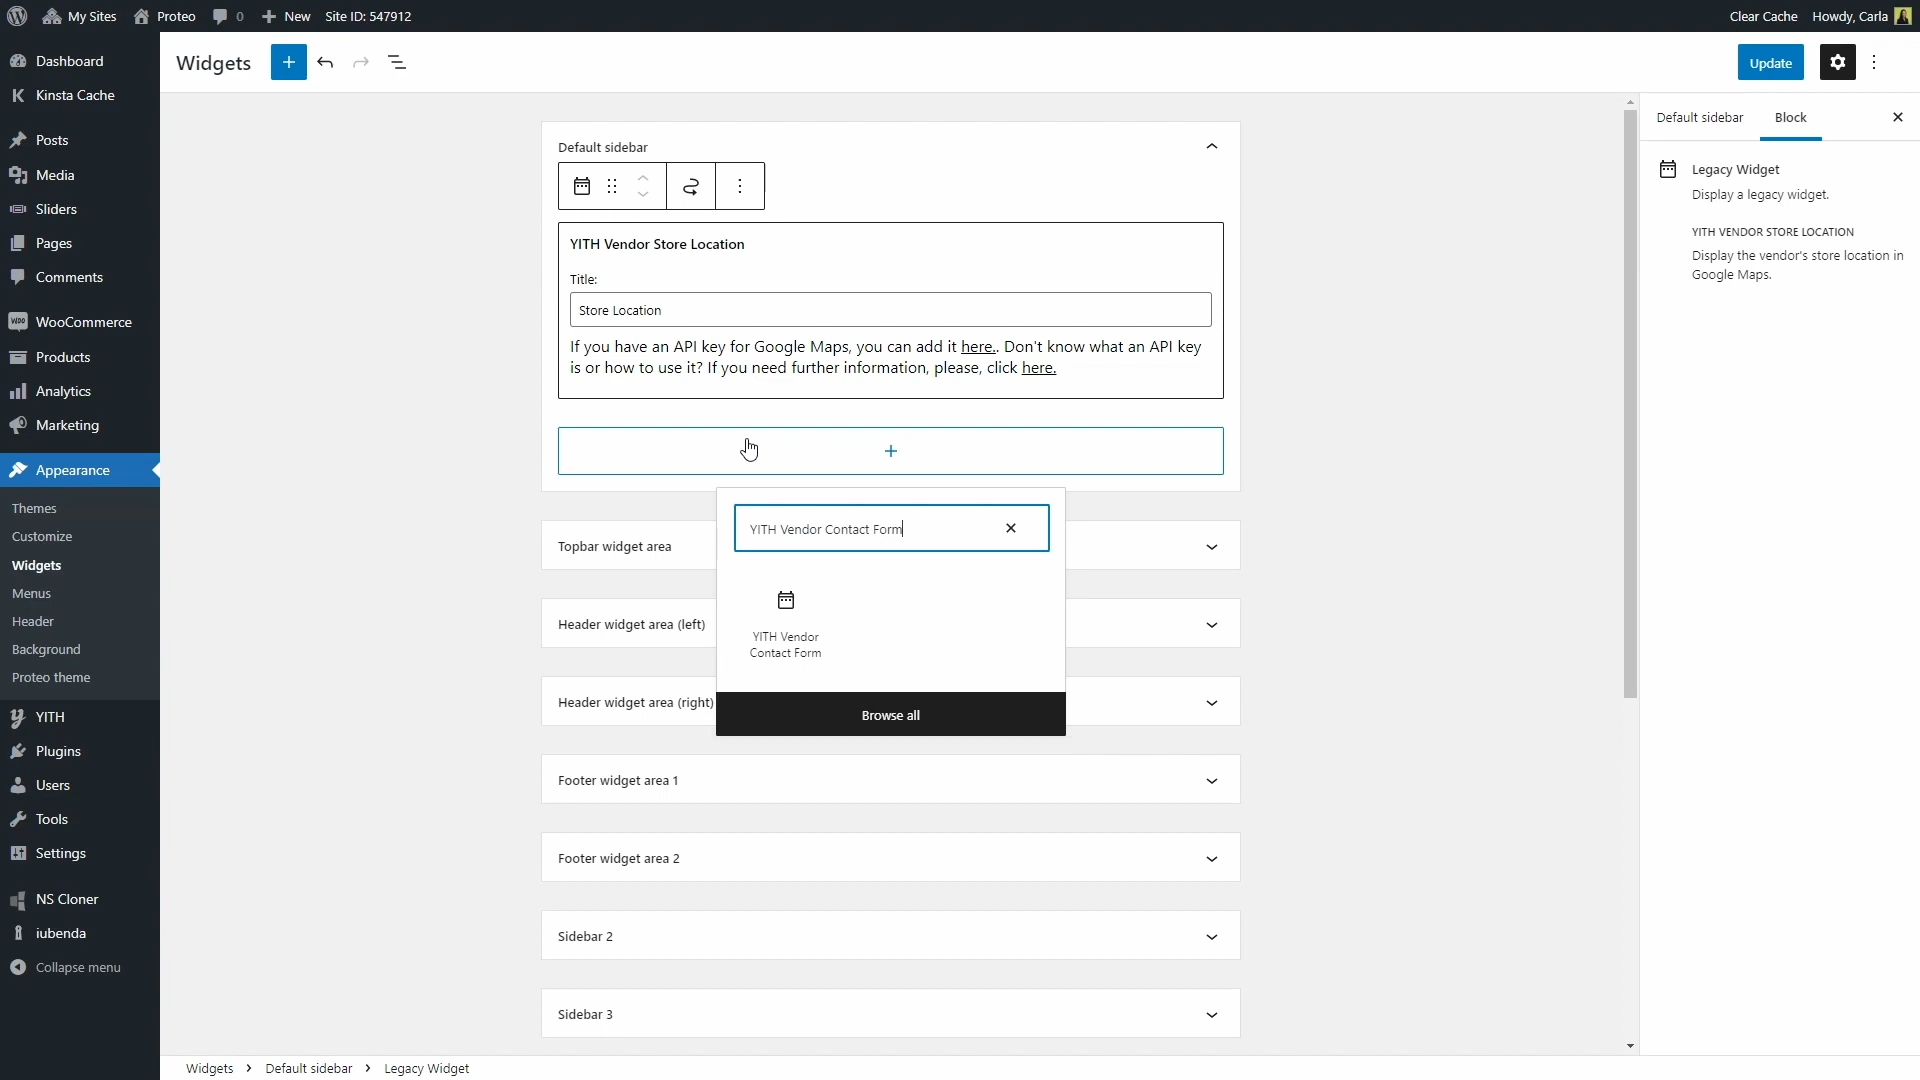 My Sites
Proteo
0
New
Site ID: 547912
Clear Cache
Howdy, Carla
Dashboard
Kinsta Cache
Posts
Media
Sliders
Pages
Comments
WooCommerce
Products
Analytics
Marketing
Appearance
Themes
Customize
Widgets
Menus
Header
Background
Proteo theme
YITH
Plugins
Users
Tools
Settings
NS Cloner
iubenda
Collapse menu
Widgets
Update
Default sidebar
YITH Vendor Store Location
Title:
Store Location
If you have an API key for Google Maps, you can add it here.. Don't know what an API key
is or how to use it? If you need further information, please, click here.
YITH Vendor Contact Form
YITH Vendor
Contact Form
Browse all
Topbar widget area
Header widget area (left)
Header widget area (right)
Footer widget area 1
Footer widget area 2
Sidebar 2
Sidebar 3
Default sidebar
Block
Legacy Widget
Display a legacy widget.
YITH VENDOR STORE LOCATION
Display the vendor's store location in
Google Maps.
Widgets > Default sidebar > Legacy Widget